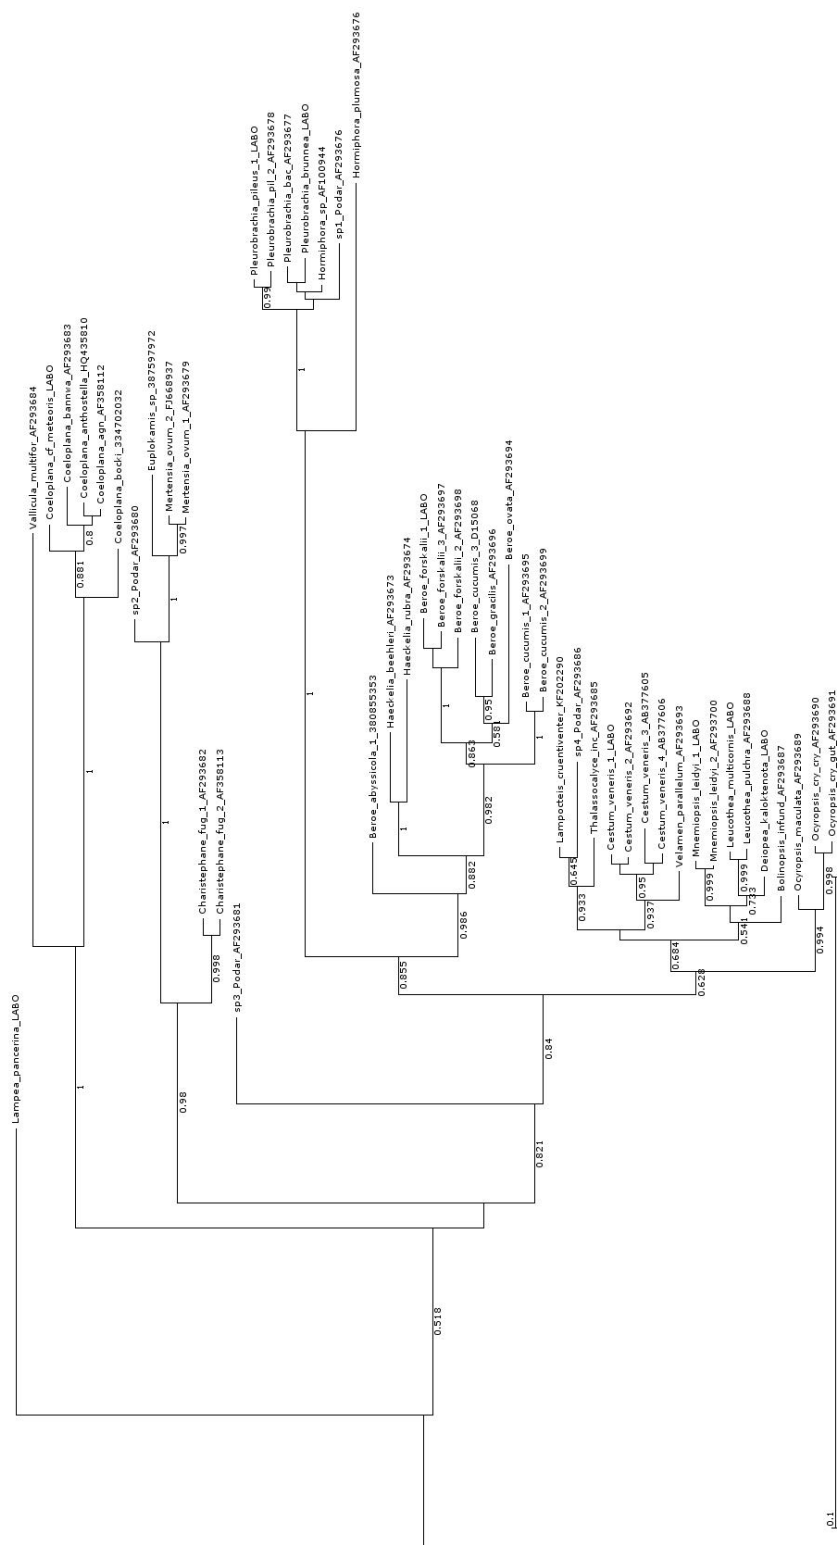 Lampea_pancerina_LABO
Vallicula_multifor_AF293684
Coeloplana_cf_meteoris_LABO
Coeloplana_bannwa_AF293683
Coeloplana_anthostella_HQ435810
Coeloplana_agn_AF358112
Coeloplana_bocki_334702032
sp2_Podar_AF293680
Euplokamis_sp_387597972
Mertensia_ovum_2_FJ668937
Mertensia_ovum_1_AF293679
Charistephane_fug_1_AF293682
Charistephane_fug_2_AF358113
sp3_Podar_AF293681
Pleurobrachia_pileus_1_LABO
Pleurobrachia_pil_2_AF293678
Pleurobrachia_bac_AF293677
Pleurobrachia_brunnea_LABO
Hormiphora_sp_AF100944
sp1_Podar_AF293676
Hormiphora_plumosa_AF293676
Beroe_abyssicola_1_380855353
Haeckelia_beehleri_AF293673
Haeckelia_rubra_AF293674
Beroe_forskalii_1_LABO
Beroe_forskalii_3_AF293697
Beroe_forskalii_2_AF293698
Beroe_cucumis_3_D15068
Beroe_gracilis_AF293696
Beroe_ovata_AF293694
Beroe_cucumis_1_AF293695
Beroe_cucumis_2_AF293699
Lampocteis_cruentiventer_KF202290
sp4_Podar_AF293686
Thalassocalyce_inc_AF293685
Cestum_veneris_1_LABO
Cestum_veneris_2_AF293692
Cestum_veneris_3_AB377605
Cestum_veneris_4_AB377606
Velamen_parallelum_AF293693
Mnemiopsis_leidyi_1_LABO
Mnemiopsis_leidyi_2_AF293700
Leucothea_multicornis_LABO
Leucothea_pulchra_AF293688
Deiopea_kaloktenota_LABO
Bolinopsis_infund_AF293687
Ocyropsis_maculata_AF293689
Ocyropsis_cry_cry_AF293690
Ocyropsis_cry_gut_AF293691
0.881
0.8
1
1
0.997
1
1
0.998
0.98
0.99
1
1
0.518
0.821
0.84
0.855
0.986
0.882
1
0.982
0.863
1
0.95
0.581
1
0.628
0.684
0.933
0.645
0.937
0.95
0.541
0.999
0.733
0.999
0.994
0.998
0.1